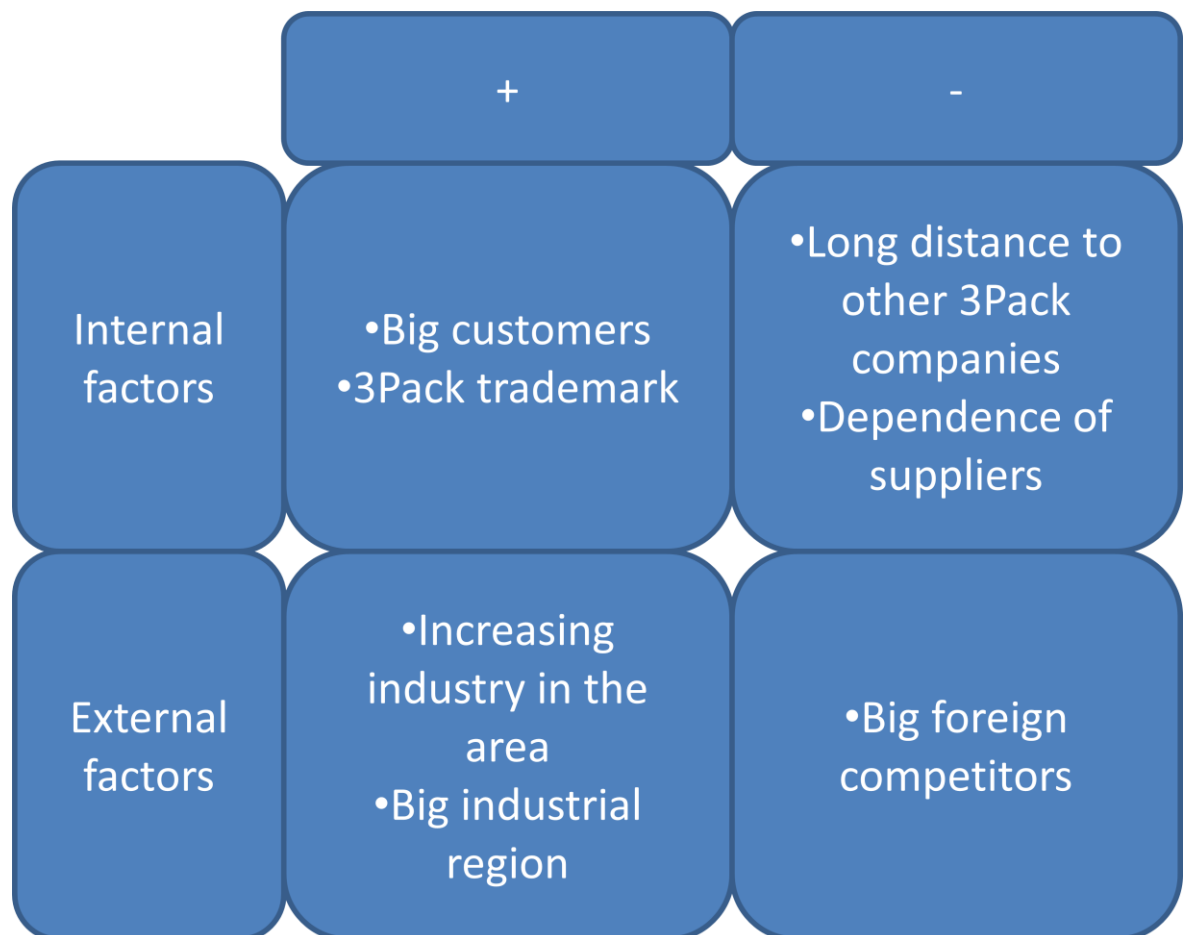 +
-
Internal
factors
•Big customers
•3Pack trademark
•Long distance to
other 3Pack
companies
•Dependence of
suppliers
External
factors
•Increasing
industry in the
area
•Big industrial
region
•Big foreign
competitors